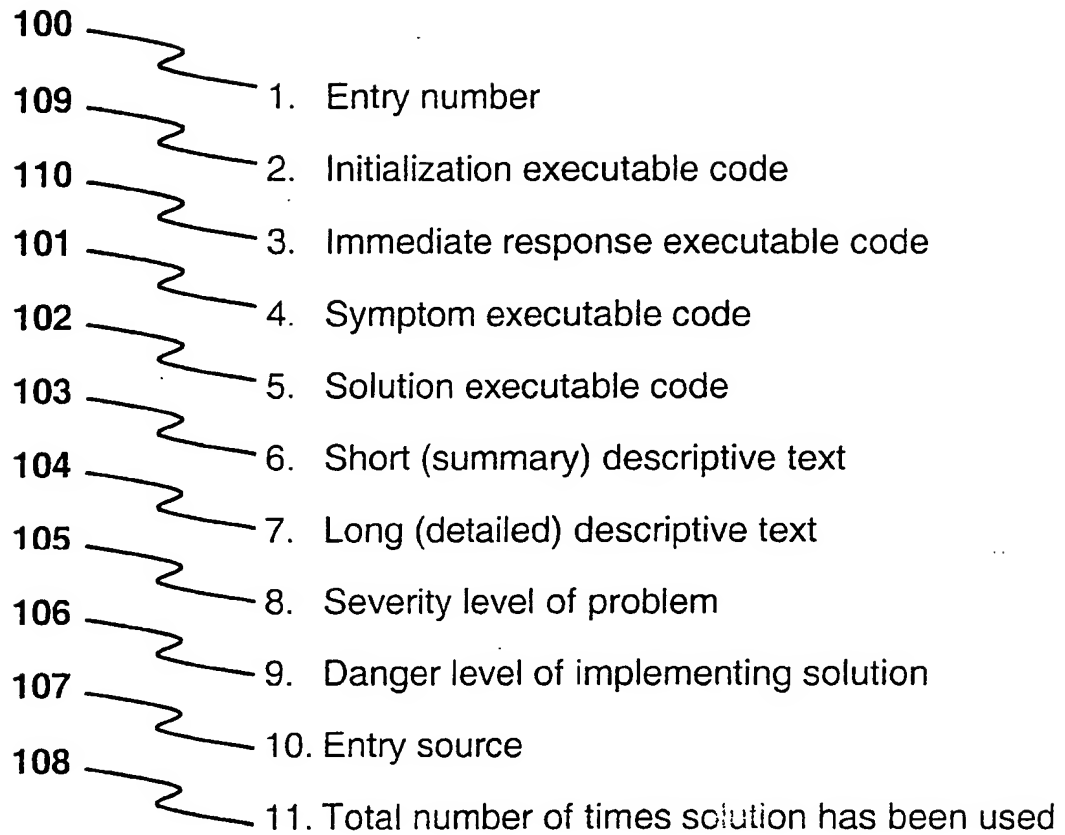 100
1. Entry number
109
2. Initialization executable code
110
3. Immediate response executable code
101
4. Symptom executable code
102
5. Solution executable code
103
6. Short (summary) descriptive text
104
7. Long (detailed) descriptive text
105
8. Severity level of problem
106
9. Danger level of implementing solution
107
10. Entry source
108
11. Total number of times solution has been used